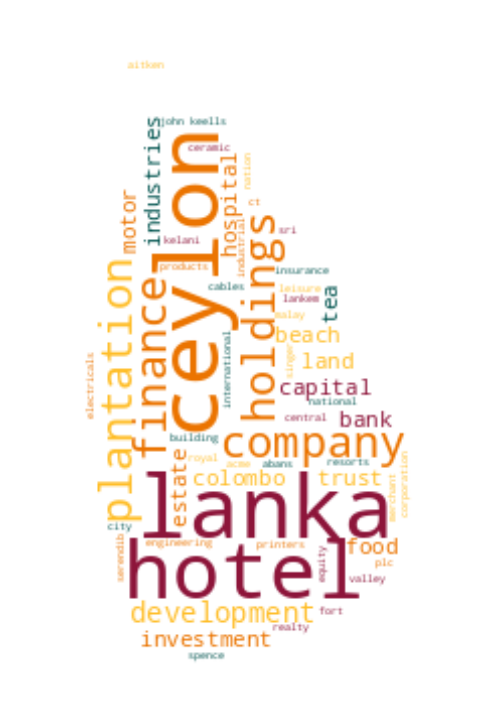 aitken
john keells
industries
ceylon
ceramic
hospital
nation
motor
ct
kelani
industrial
holdings
sri
plantation
finance
products
insurance
cables
leisure
lankem
tea
malay
international
beach
singer
land
electricals
capital
national
central
bank
building
company
royal
acme
abans
resorts
estate
colombo
trust
merchant
corporation
lanka
city
serendib
engineering
printers
equity
food
plc
hotel
valley
development
fort
realty
investment
spence